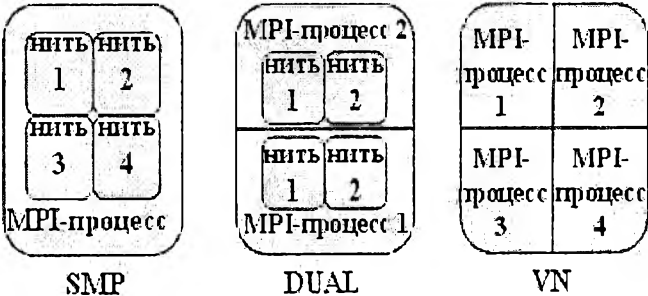 нить нить
1 2
нить нить
3 4
MPI-процесс
SMP
MPI-процесс 2
нить нить
1 2
нить нить
1 2
MPI-процесс 1
DUAL
MPI- MPI-
процесс процесс
1 2
MPI- MPI-
процесс процесс
3 4
VN